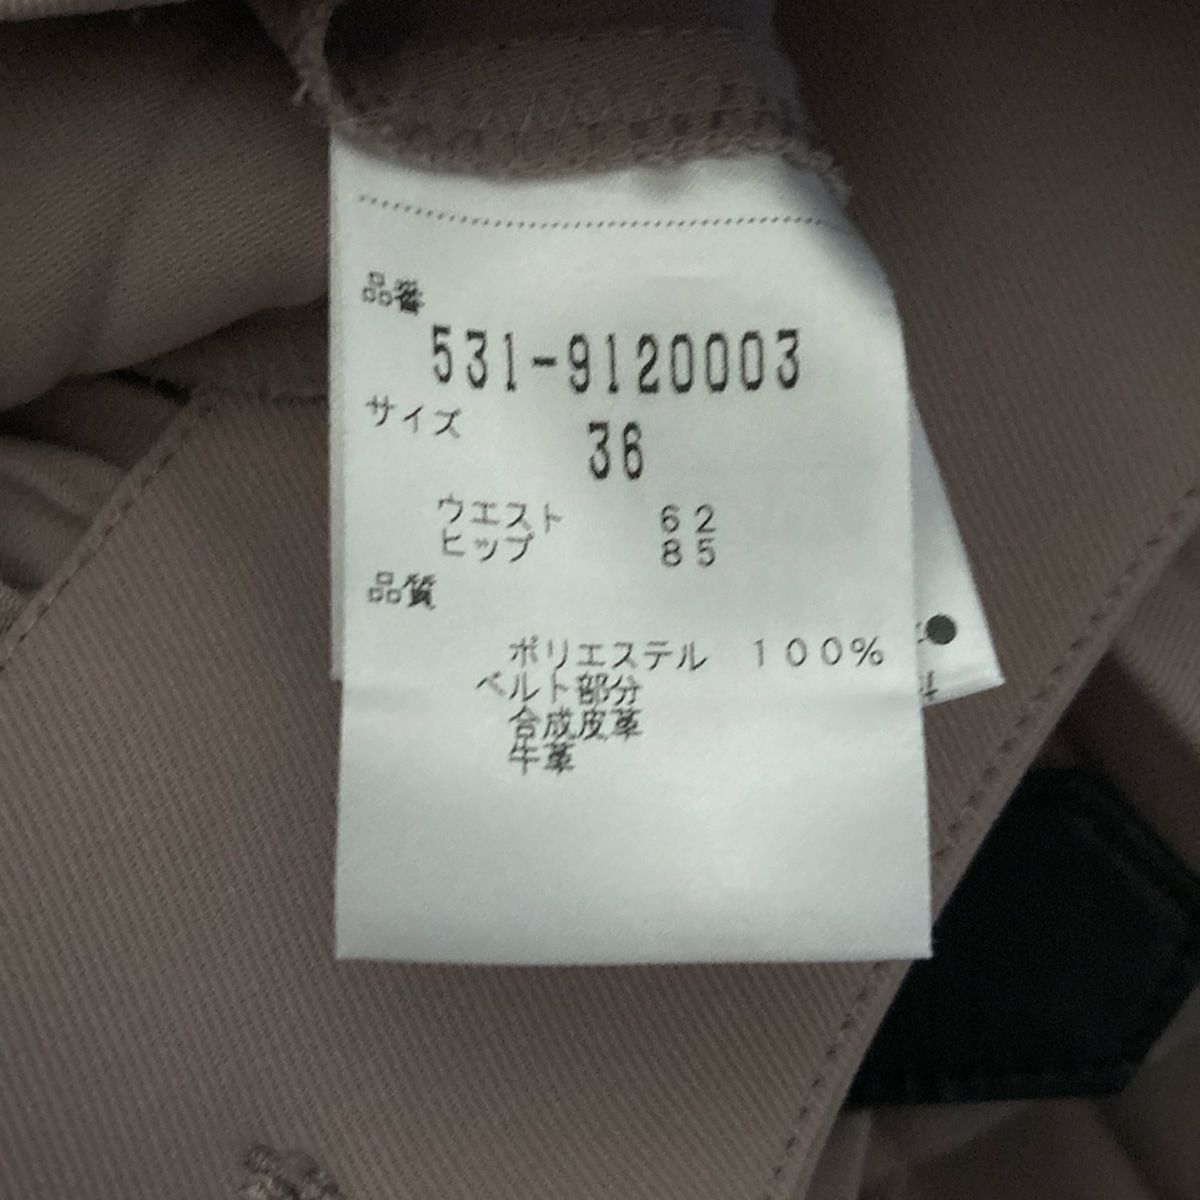 品番
531-9120003
サイズ
36
ウエスト 62
ヒップ 85
品質
ポリエステル 100%
ベルト部分
合成皮革
牛革